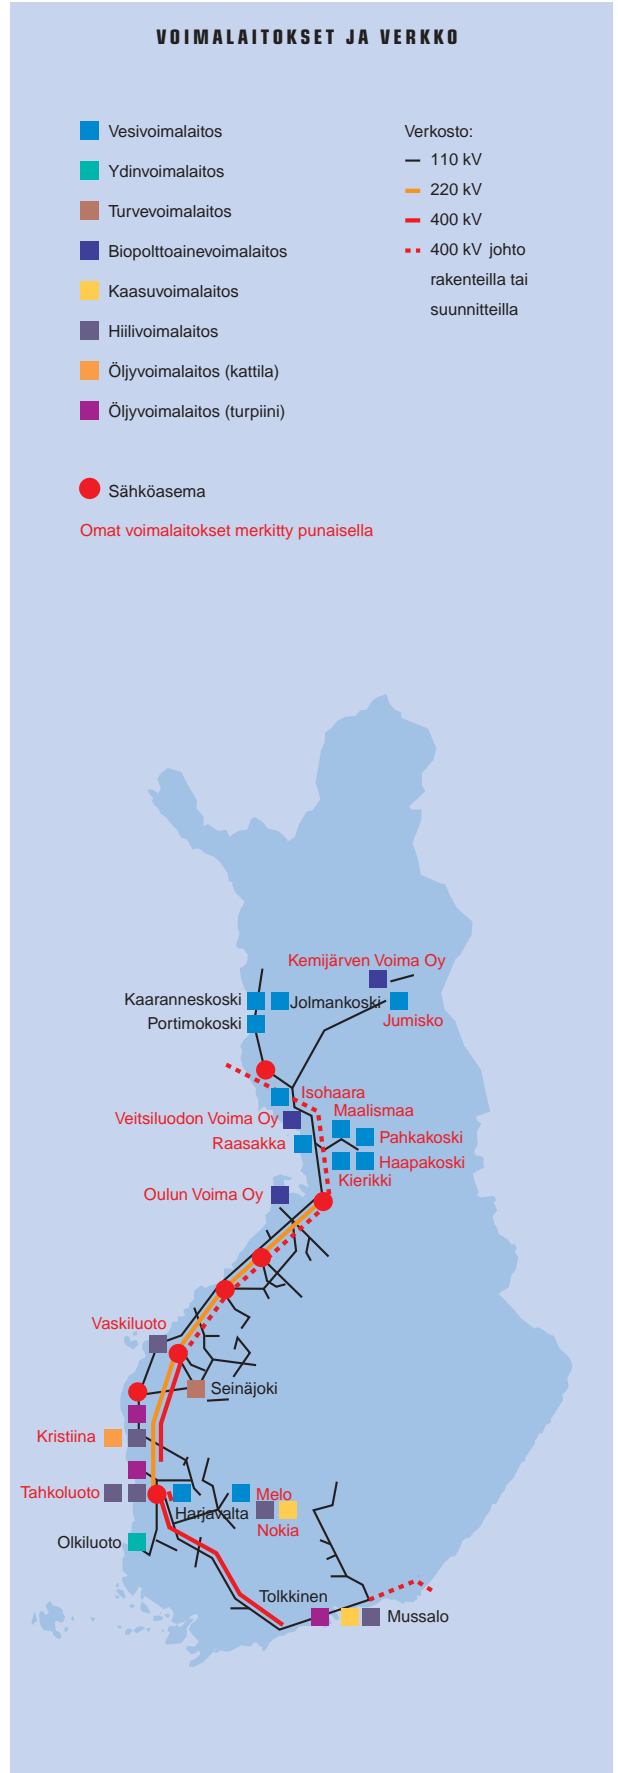 VOIMALAITOKSET JA VERKKO
Vesivoimalaitos
Ydinvoimalaitos
Turvevoimalaitos
Biopolttoainevoimalaitos
Kaasuvoimalaitos
Hiilivoimalaitos
Öljyvoimalaitos (kattila)
Öljyvoimalaitos (turpiini)
Sähköasema
Omat voimalaitokset merkitty punaisella
Verkosto:
110 kV
220 kV
400 kV
400 kV johto
rakenteilla tai
suunnitteilla
Kemijärven Voima Oy
Kaaranneskoski
Jolmankoski
Portimokoski
Jumisko
Isohaara
Maalismaa
Veitsiluodon Voima Oy
Pahkakoski
Raasakka
Haapakoski
Kierikki
Oulun Voima Oy
Vaskiluoto
Seinäjoki
Kristiina
Tahkoluoto
Melo
Harjavalta
Nokia
Olkiluoto
Tolkkinen
Mussalo